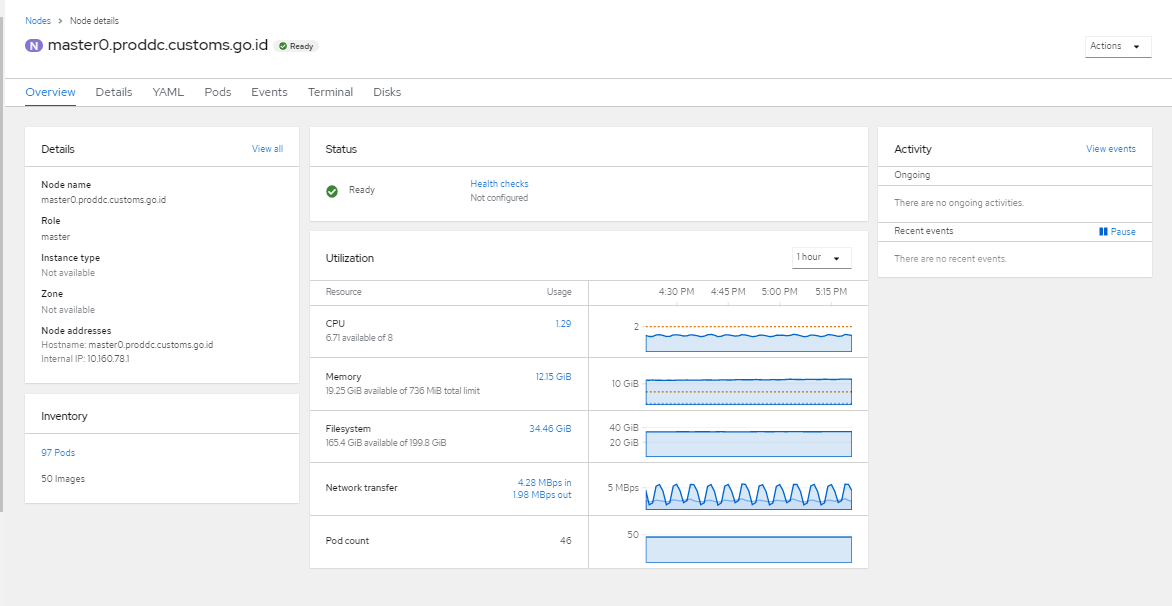 Nodes > Node details
N master0.proddc.customs.go.id Ready
Actions
Overview Details YAML Pods Events Terminal Disks
Details View all
Node name
master0.proddc.customs.go.id
Role
master
Instance type
Not available
Zone
Not available
Node addresses
Hostname: master0.proddc.customs.go.id
Internal IP: 10.160.78.1
Inventory
97 Pods
50 Images
Status
Ready
Health checks
Not configured
Utilization 1 hour
Resource Usage 4:30 PM 4:45 PM 5:00 PM 5:15 PM
CPU 1.29 2
6.71 available of 8
Memory 12.15 GiB 10 GiB
19.25 GiB available of 736 MiB total limit
Filesystem 34.46 GiB 40 GiB
165.4 GiB available of 199.8 GiB 20 GiB
Network transfer 4.28 MBps in 5 MBps
1.98 MBps out
Pod count 46 50
Activity View events
Ongoing
There are no ongoing activities.
Recent events Pause
There are no recent events.